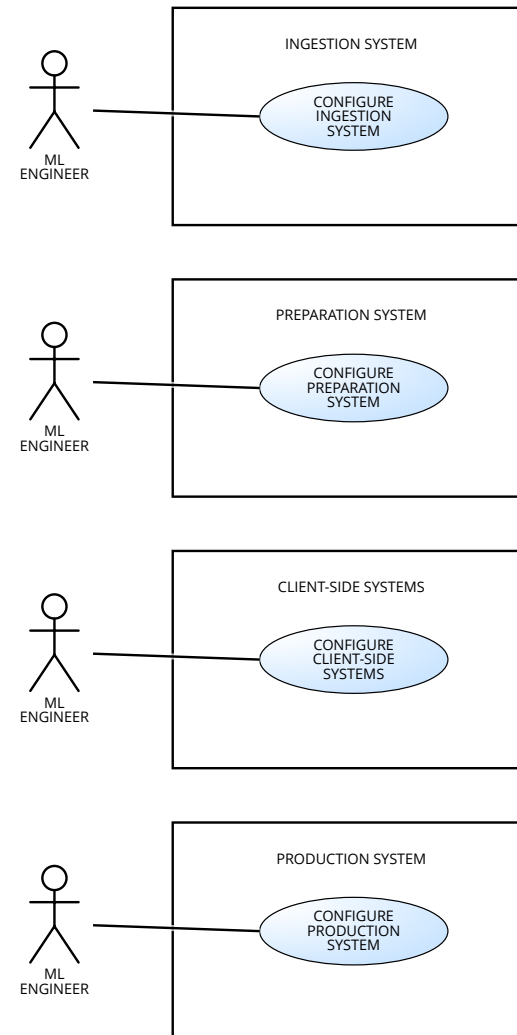 INGESTION SYSTEM
CONFIGURE
INGESTION
SYSTEM
ML
ENGINEER
PREPARATION SYSTEM
CONFIGURE
PREPARATION
SYSTEM
ML
ENGINEER
CLIENT-SIDE SYSTEMS
CONFIGURE
CLIENT-SIDE
SYSTEMS
ML
ENGINEER
PRODUCTION SYSTEM
CONFIGURE
PRODUCTION
SYSTEM
ML
ENGINEER